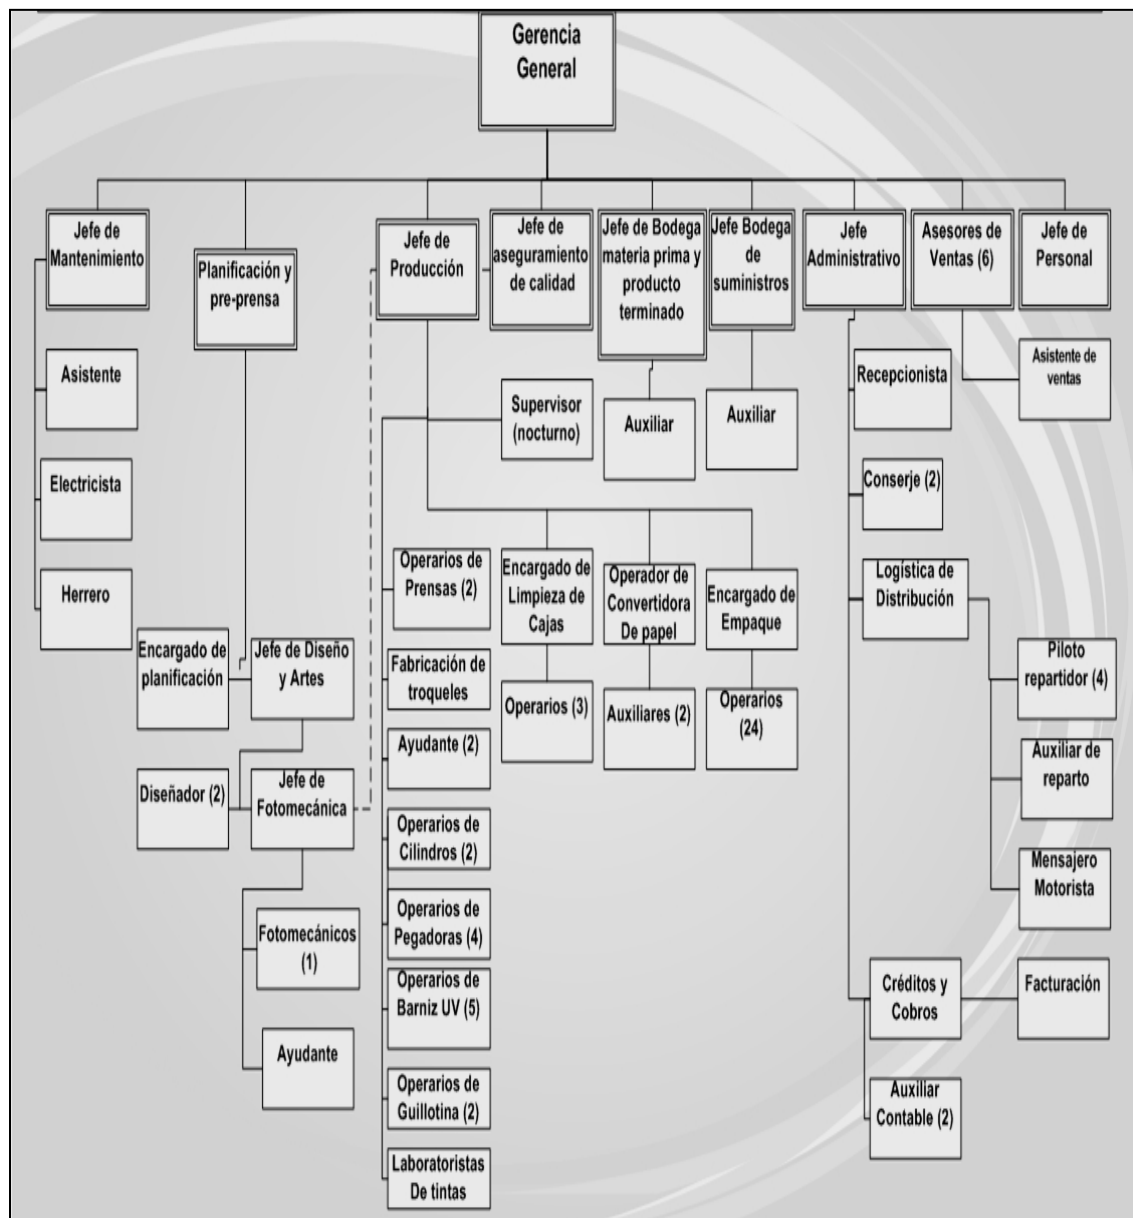 Gerencia
General
Jefe de
Mantenimiento
Planificación y
pre-prensa
Jefe de
Producción
Jefe de
aseguramiento
de calidad
Jefe de Bodega
materia prima y
producto
terminado
Jefe Bodega
de
suministros
Jefe
Administrativo
Asesores de
Ventas (6)
Jefe de
Personal
Asistente
Electricista
Herrero
Encargado de
planificación
Jefe de Diseño
y Artes
Diseñador (2)
Jefe de
Fotomecánica
Fotomecánicos
(1)
Ayudante
Supervisor
(nocturno)
Auxiliar
Auxiliar
Operarios de
Prensas (2)
Fabricación de
troqueles
Ayudante (2)
Operarios de
Cilindros (2)
Operarios de
Pegadoras (4)
Operarios de
Barniz UV (5)
Operarios de
Guillotina (2)
Laboratoristas
De tintas
Encargado de
Limpieza de
Cajas
Operador de
Convertidora
De papel
Encargado de
Empaque
Operarios (3)
Auxiliares (2)
Operarios
(24)
Recepcionista
Asistente de
ventas
Conserje (2)
Logística de
Distribución
Piloto
repartidor (4)
Auxiliar de
reparto
Mensajero
Motorista
Créditos y
Cobros
Facturación
Auxiliar
Contable (2)